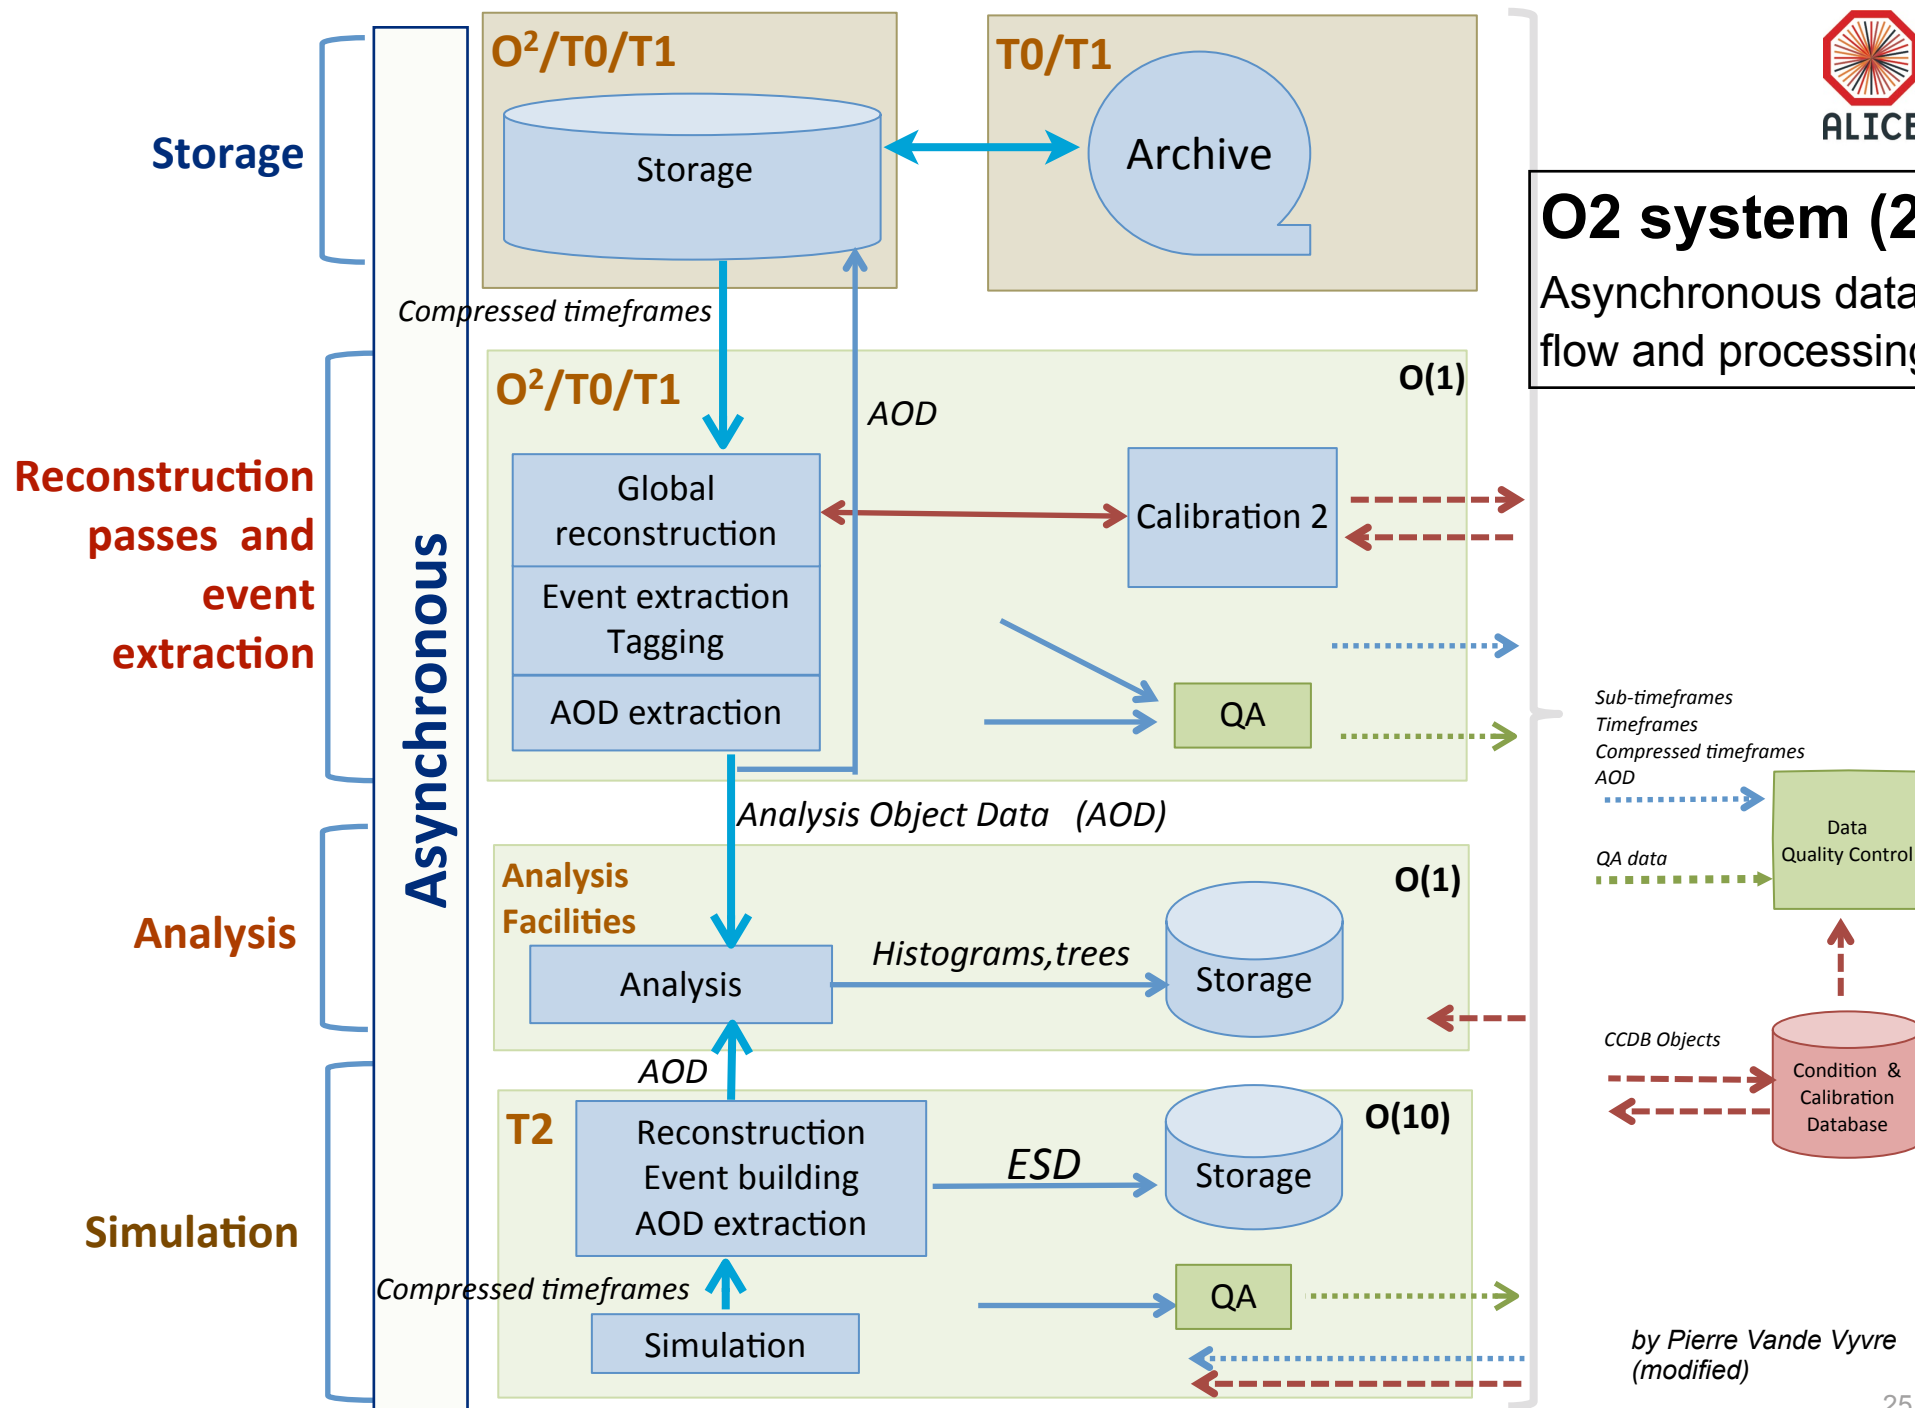 O²/T0/T1
T0/T1
Storage
Storage
Archive
ALICE
O2 system (2
Asynchronous data
flow and processing
Compressed timeframes
O²/T0/T1
O(1)
AOD
Reconstruction
passes and
event
extraction
Asynchronous
Global
reconstruction
Calibration 2
Event extraction
Tagging
AOD extraction
QA
Sub-timeframes
Timeframes
Compressed timeframes
AOD
Data
Quality Control
QA data
Analysis Object Data (AOD)
Analysis
Analysis
Facilities
O(1)
Analysis
Histograms,trees
Storage
CCDB Objects
Condition &
Calibration
Database
AOD
Simulation
T2
O(10)
Reconstruction
Event building
AOD extraction
ESD
Storage
Compressed timeframes
Simulation
QA
by Pierre Vande Vyvre
(modified)
25